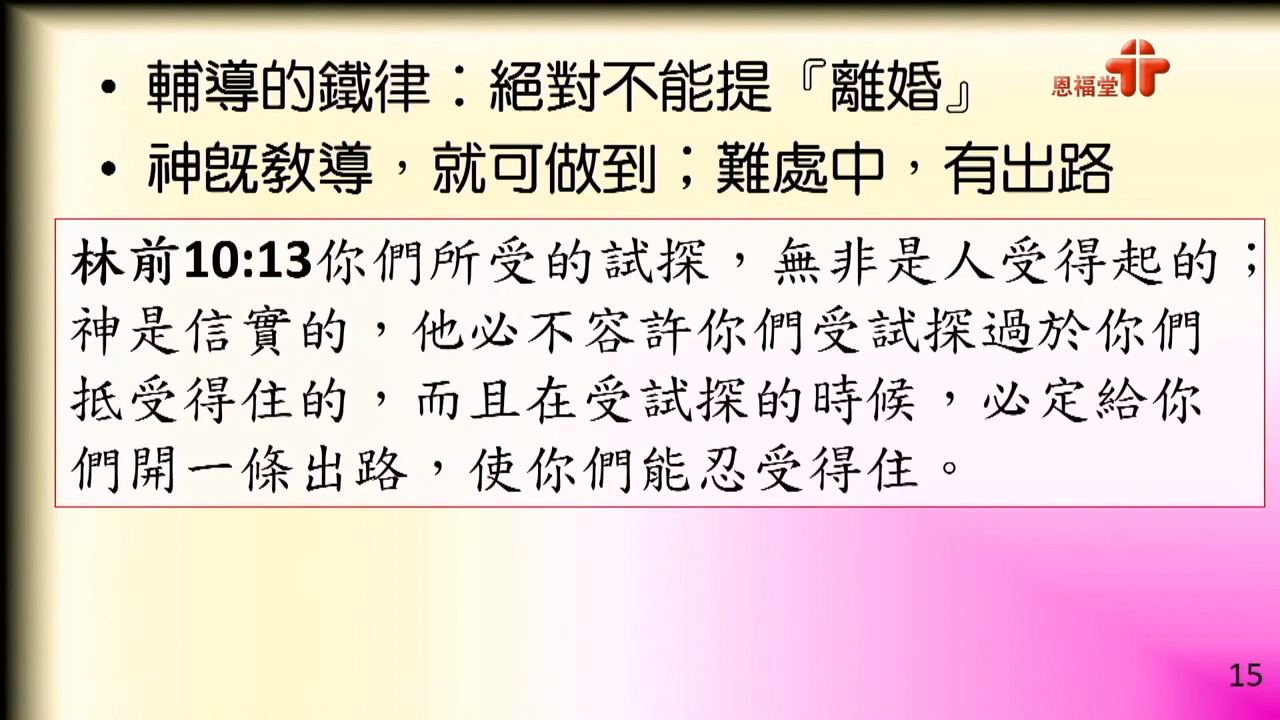 • 輔導的鐵律：絕對不能提『離婚』
恩福堂
• 神既教導，就可做到；難處中，有出路
林前10:13你們所受的試探，無非是人受得起的；
神是信實的，他必不容許你們受試探過於你們
抵受得住的，而且在受試探的時候，必定給你
們開一條出路，使你們能忍受得住。
15